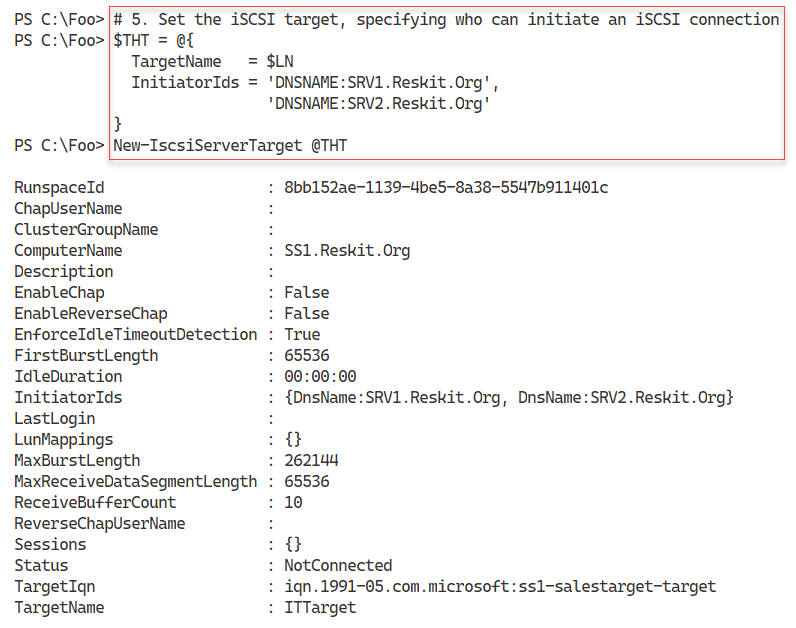 PS C:\Foo> # 5. Set the iSCSI target, specifying who can initiate an iSCSI connection
PS C:\Foo> $THT = @{
  TargetName   = $LN
  InitiatorIds = 'DNSNAME:SRV1.Reskit.Org',
                 'DNSNAME:SRV2.Reskit.Org'
}
PS C:\Foo> New-IscsiServerTarget @THT
RunspaceId                  : 8bb152ae-1139-4be5-8a38-5547b911401c
ChapUserName                :
ClusterGroupName            :
ComputerName                : SS1.Reskit.Org
Description                 :
EnableChap                  : False
EnableReverseChap           : False
EnforceIdleTimeoutDetection : True
FirstBurstLength            : 65536
IdleDuration                : 00:00:00
InitiatorIds                : {DnsName:SRV1.Reskit.Org, DnsName:SRV2.Reskit.Org}
LastLogin                   :
LunMappings                 : {}
MaxBurstLength              : 262144
MaxReceiveDataSegmentLength : 65536
ReceiveBufferCount          : 10
ReverseChapUserName         :
Sessions                    : {}
Status                      : NotConnected
TargetIqn                   : iqn.1991-05.com.microsoft:ss1-salestarget-target
TargetName                  : ITTarget